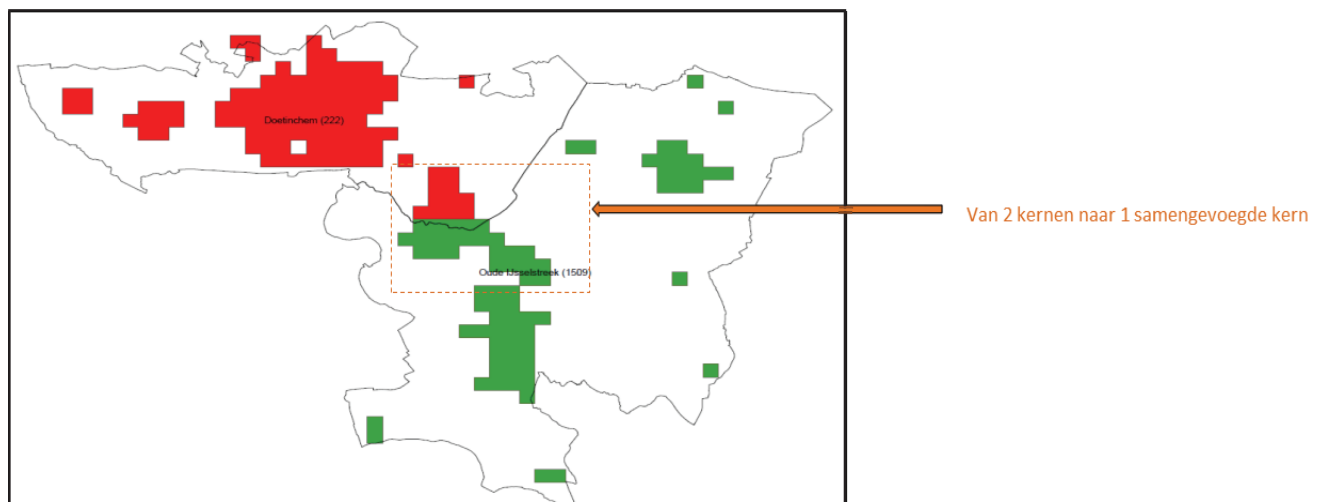 Doetinchem (222)
Van 2 kernen naar 1 samengevoegde kern
Oude IJsselstreek (1509)